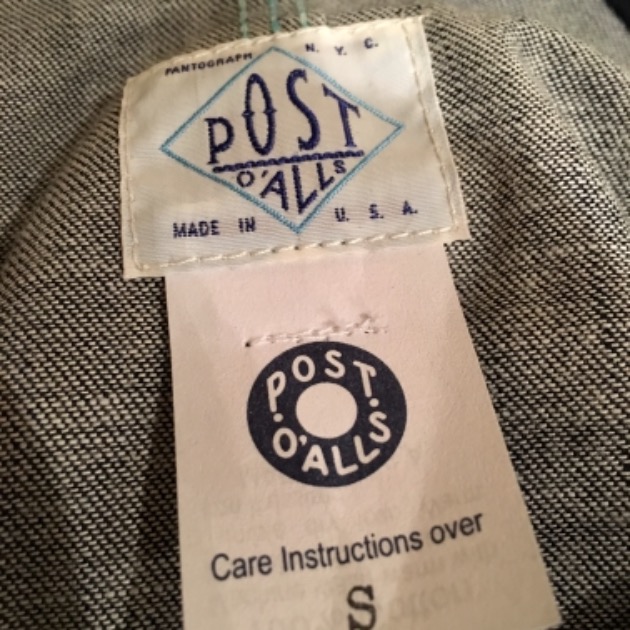 PANTOGRAPH N. Y. C.
POST
O'ALLS
MADE IN U. S. A.
POST
O'ALLS
Care Instructions over
S